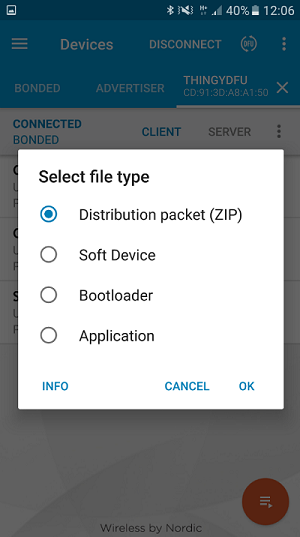 40% 12:06
Devices DISCONNECT DFU
BONDED ADVERTISER THINGYDFU
CD:91:3D:A8:A1:50
CONNECTED
BONDED CLIENT SERVER
Select file type
Distribution packet (ZIP)
Soft Device
Bootloader
Application
INFO CANCEL OK
Wireless by Nordic